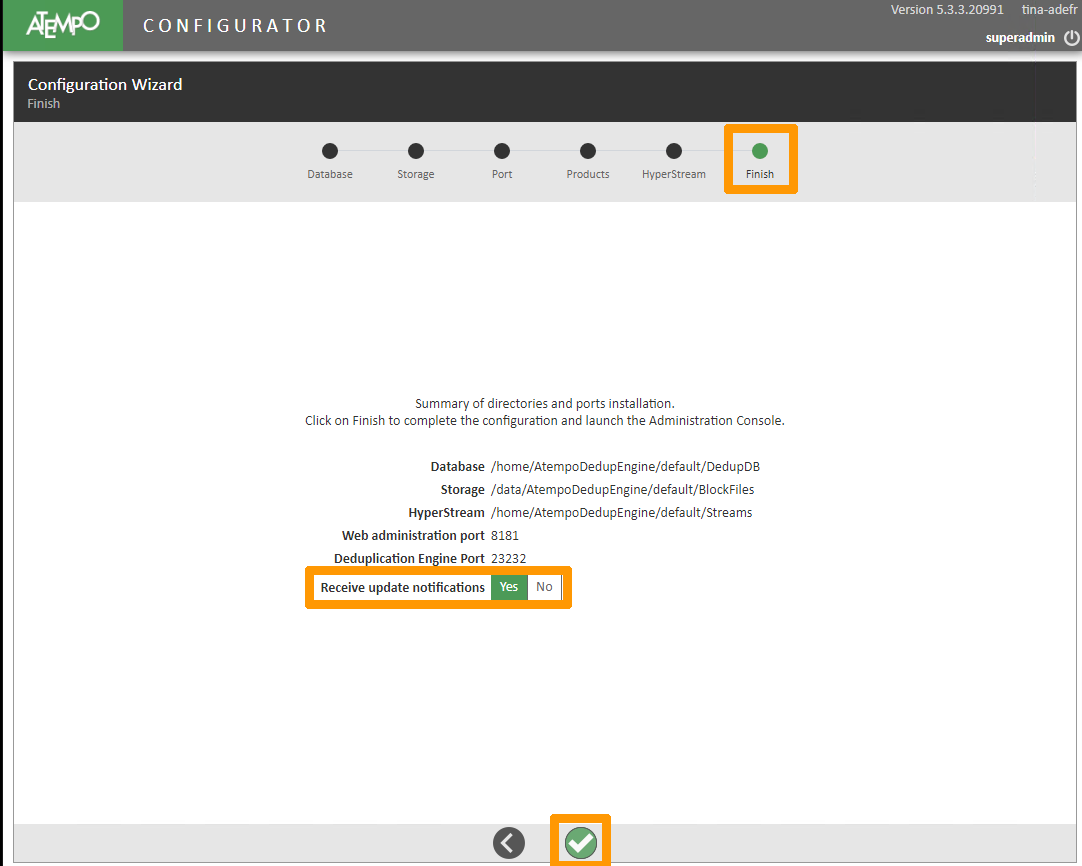 ATEMPO CONFIGURATOR Version 5.3.3.20991 tina-adefr
superadmin
Configuration Wizard
Finish
Database Storage Port Products HyperStream Finish
Summary of directories and ports installation.
Click on Finish to complete the configuration and launch the Administration Console.
Database /home/AtempoDedupEngine/default/DedupDB
Storage /data/AtempoDedupEngine/default/BlockFiles
HyperStream /home/AtempoDedupEngine/default/Streams
Web administration port 8181
Deduplication Engine Port 23232
Receive update notifications Yes No